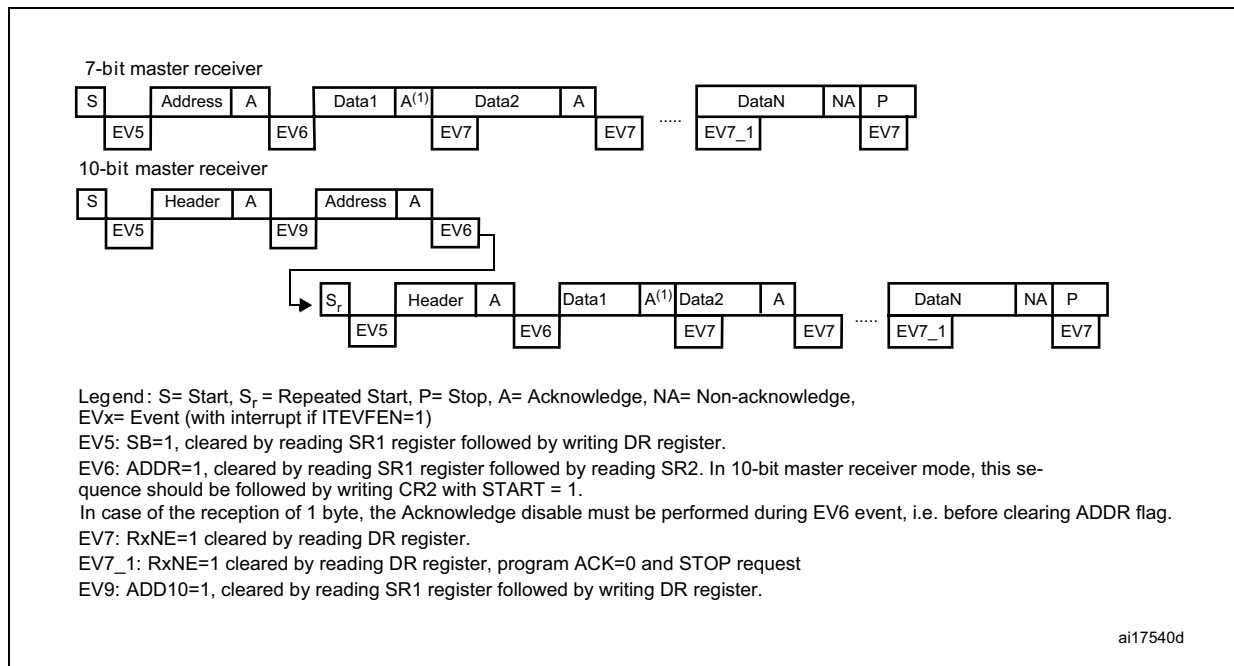 7-bit master receiver
S Address A Data1 A(1) Data2 A ..... DataN NA P
EV5 EV6 EV7 EV7 EV7_1 EV7
10-bit master receiver
S Header A Address A
EV5 EV9 EV6
Sr Header A Data1 A(1) Data2 A ..... DataN NA P
EV5 EV6 EV7 EV7 EV7_1 EV7
Legend: S= Start, Sr = Repeated Start, P= Stop, A= Acknowledge, NA= Non-acknowledge,
EVx= Event (with interrupt if ITEVFEN=1)
EV5: SB=1, cleared by reading SR1 register followed by writing DR register.
EV6: ADDR=1, cleared by reading SR1 register followed by reading SR2. In 10-bit master receiver mode, this se-
quence should be followed by writing CR2 with START = 1.
In case of the reception of 1 byte, the Acknowledge disable must be performed during EV6 event, i.e. before clearing ADDR flag.
EV7: RxNE=1 cleared by reading DR register.
EV7_1: RxNE=1 cleared by reading DR register, program ACK=0 and STOP request
EV9: ADD10=1, cleared by reading SR1 register followed by writing DR register.
ai17540d